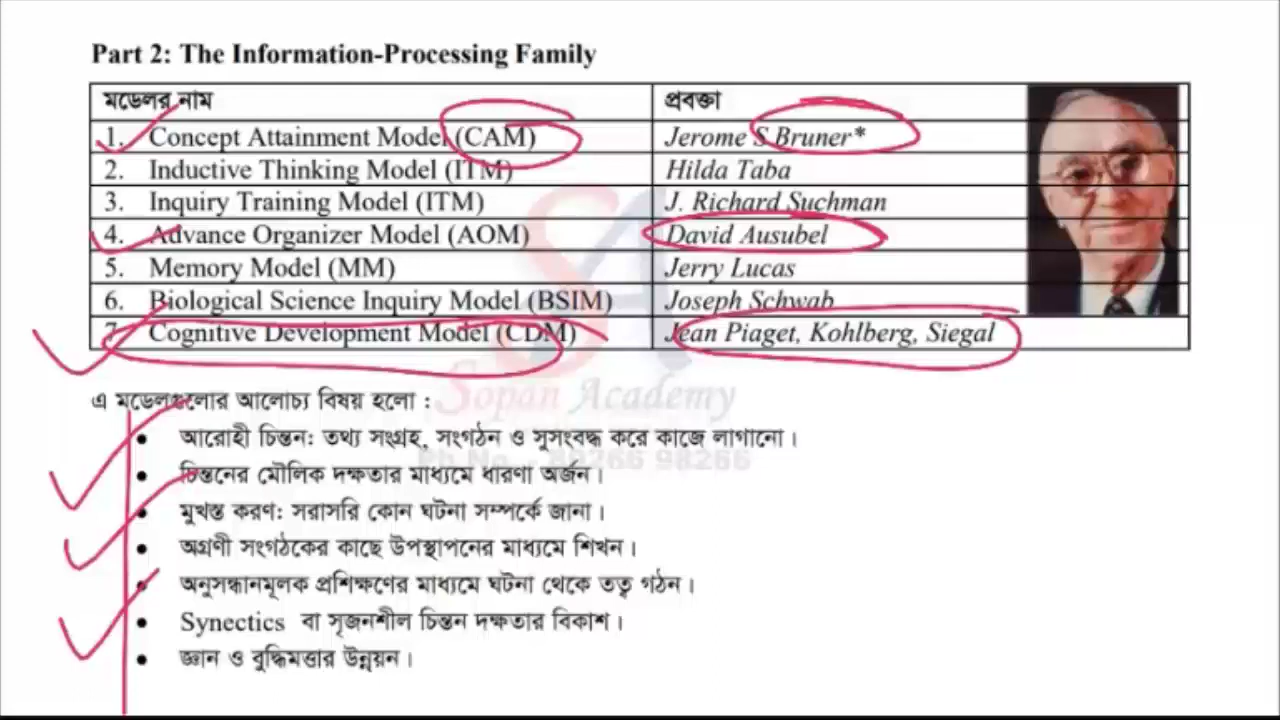 Part 2: The Information-Processing Family
মডেলর নাম প্রবক্তা
1. Concept Attainment Model (CAM) Jerome S Bruner*
2. Inductive Thinking Model (ITM) Hilda Taba
3. Inquiry Training Model (ITM) J. Richard Suchman
4. Advance Organizer Model (AOM) David Ausubel
5. Memory Model (MM) Jerry Lucas
6. Biological Science Inquiry Model (BSIM) Joseph Schwab
7. Cognitive Development Model (CDM) Jean Piaget, Kohlberg, Siegal
এ মডেলগুলোর আলোচ্য বিষয় হলো :
Sopan Academy
• আরোহী চিন্তন: তথ্য সংগ্রহ, সংগঠন ও সুসংবদ্ধ করে কাজে লাগানো।
• চিন্তনের মৌলিক দক্ষতার মাধ্যমে ধারণা অর্জন।
• মুখস্ত করণ: সরাসরি কোন ঘটনা সম্পর্কে জানা।
• অগ্রণী সংগঠকের কাছে উপস্থাপনের মাধ্যমে শিখন।
• অনুসন্ধানমূলক প্রশিক্ষণের মাধ্যমে ঘটনা থেকে তত্ব গঠন।
• Synectics বা সৃজনশীল চিন্তন দক্ষতার বিকাশ।
• জ্ঞান ও বুদ্ধিমত্তার উন্নয়ন।